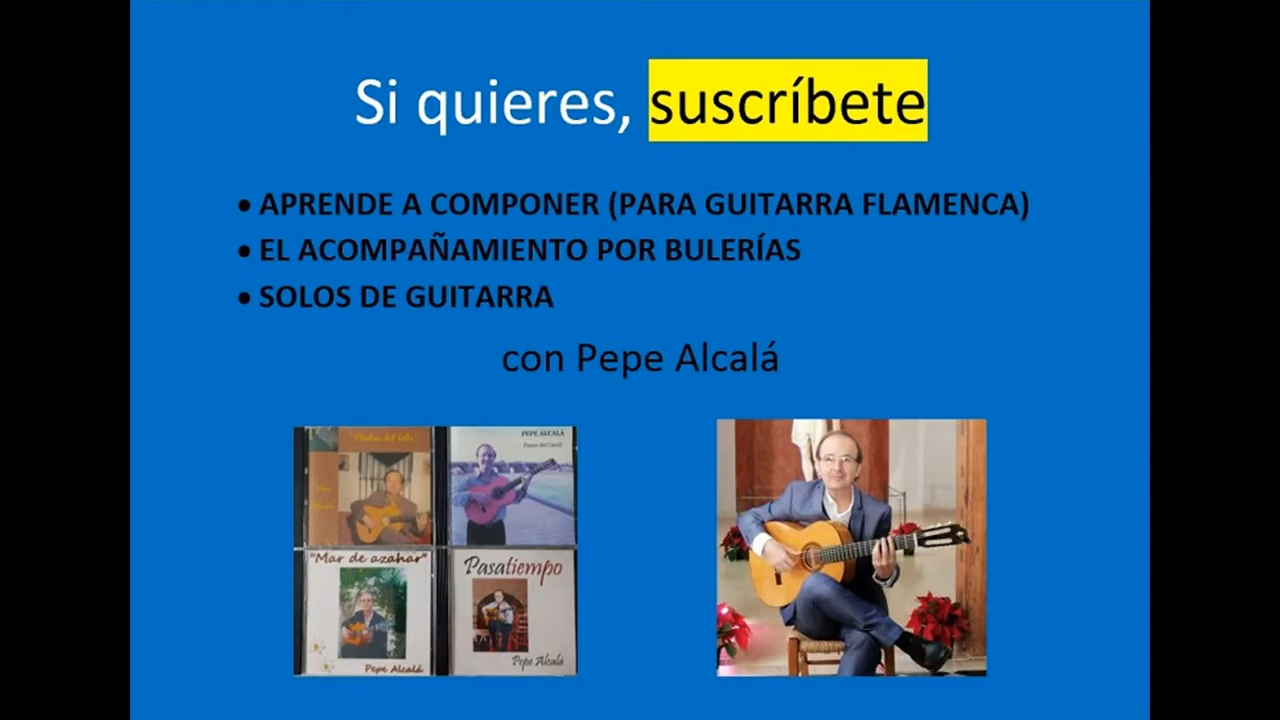 Si quieres, suscríbete
• APRENDE A COMPONER (PARA GUITARRA FLAMENCA)
• EL ACOMPAÑAMIENTO POR BULERÍAS
• SOLOS DE GUITARRA
con Pepe Alcalá
PEPE ALCALÁ
"Mar de azahar"
Pepe Alcalá
Pasatiempo
Pepe Alcalá